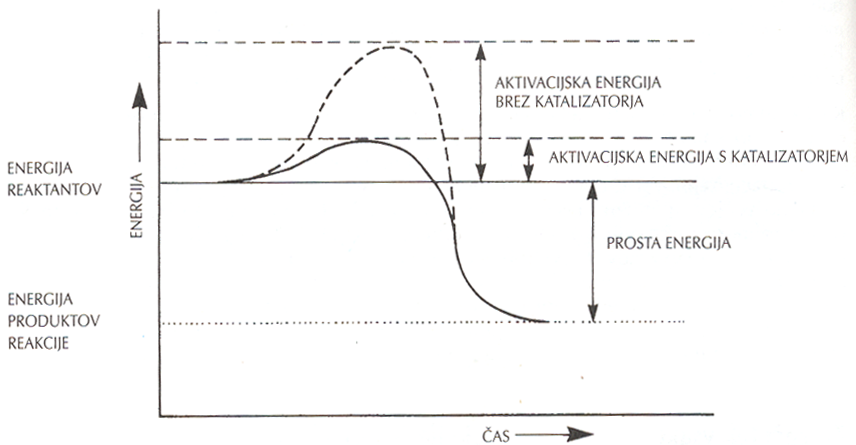 AKTIVACIJSKA ENERGIJA
BREZ KATALIZATORJA
AKTIVACIJSKA ENERGIJA S KATALIZATORJEM
ENERGIJA
REAKTANTOV
ENERGIJA
PROSTA ENERGIJA
ENERGIJA
PRODUKTOV
REAKCIJE
ČAS